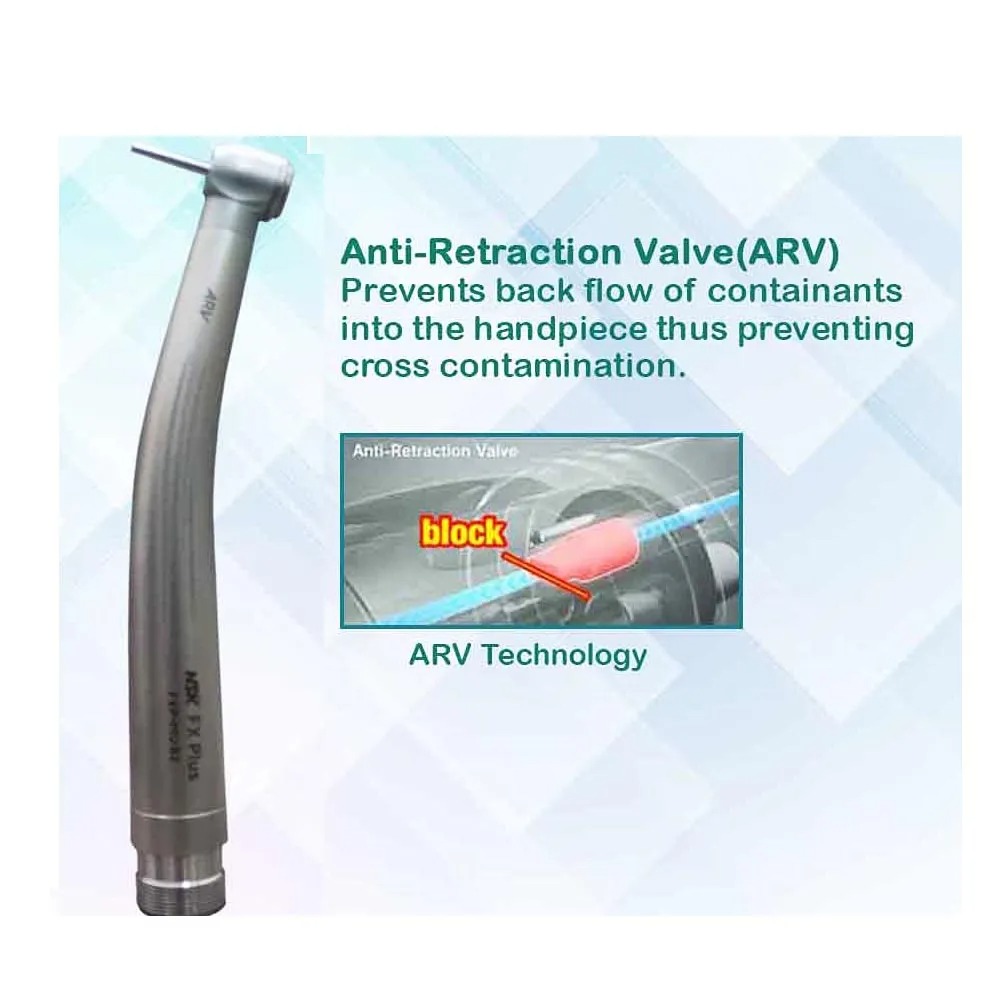 Anti-Retraction Valve(ARV)
Prevents back flow of containants
into the handpiece thus preventing
cross contamination.
ARV
Anti-Retraction Valve
block
ARV Technology
NSK FX Plus